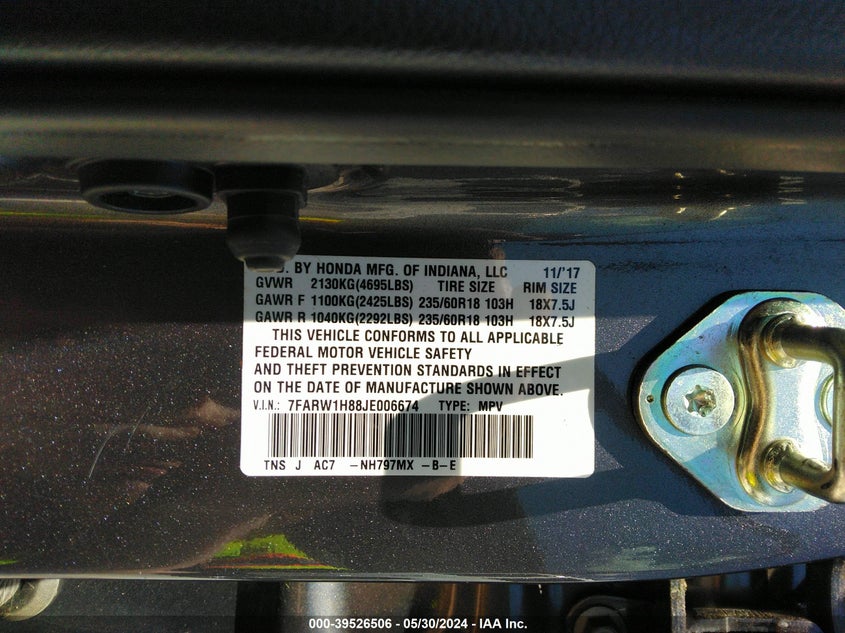 . BY HONDA MFG. OF INDIANA, LLC 11/'17
GVWR 2130KG(4695LBS) TIRE SIZE RIM SIZE
GAWR F 1100KG(2425LBS) 235/60R18 103H 18X7.5J
GAWR R 1040KG(2292LBS) 235/60R18 103H 18X7.5J
THIS VEHICLE CONFORMS TO ALL APPLICABLE
FEDERAL MOTOR VEHICLE SAFETY
AND THEFT PREVENTION STANDARDS IN EFFECT
ON THE DATE OF MANUFACTURE SHOWN ABOVE.
V.I.N.: 7FARW1H88JE006674 TYPE: MPV
TNS J AC7 -NH797MX -B-E
000-39526506 - 05/30/2024 - IAA Inc.